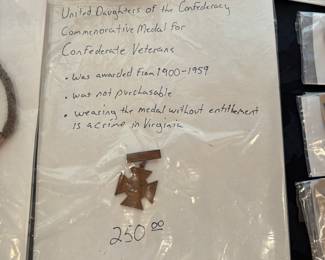 United Daughters of the Confederacy
Commemorative Medal for
Confederate Veterans
• Was awarded from 1900-1959
• was not purchasable
• wearing the medal without entitlement
is a crime in Virginia
250 00